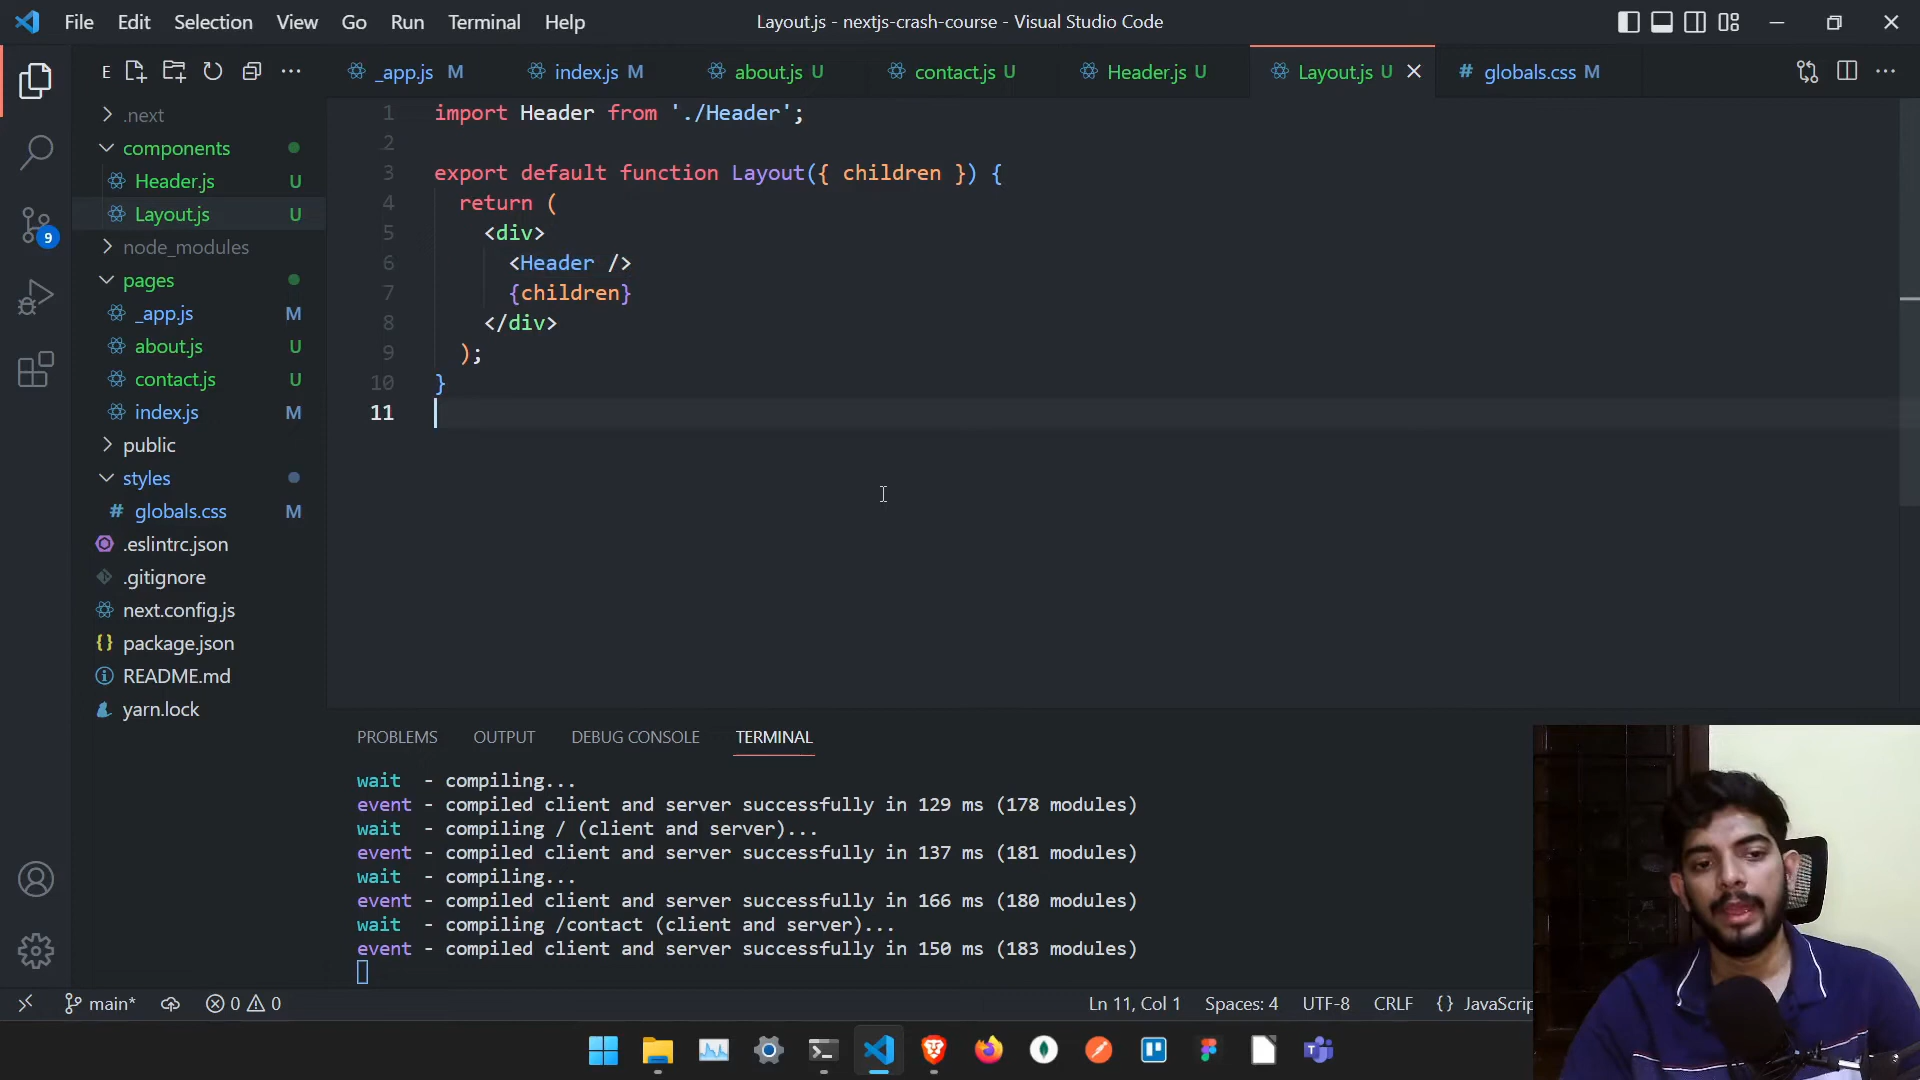 File Edit Selection View Go Run Terminal Help
Layout.js - nextjs-crash-course - Visual Studio Code
E
_app.js M
index.js M
about.js U
contact.js U
Header.js U
Layout.js U
# globals.css M
.next
components
Header.js U
Layout.js U
node_modules
pages
_app.js M
about.js U
contact.js U
index.js M
public
styles
# globals.css M
.eslintrc.json
.gitignore
next.config.js
{} package.json
README.md
yarn.lock
9
1 import Header from './Header';
2
3 export default function Layout({ children }) {
4 return (
5 <div>
6 <Header />
7 {children}
8 </div>
9 );
10 }
11
PROBLEMS OUTPUT DEBUG CONSOLE TERMINAL
wait - compiling...
event - compiled client and server successfully in 129 ms (178 modules)
wait - compiling / (client and server)...
event - compiled client and server successfully in 137 ms (181 modules)
wait - compiling...
event - compiled client and server successfully in 166 ms (180 modules)
wait - compiling /contact (client and server)...
event - compiled client and server successfully in 150 ms (183 modules)
main* 0 0 Ln 11, Col 1 Spaces: 4 UTF-8 CRLF {} JavaScrip